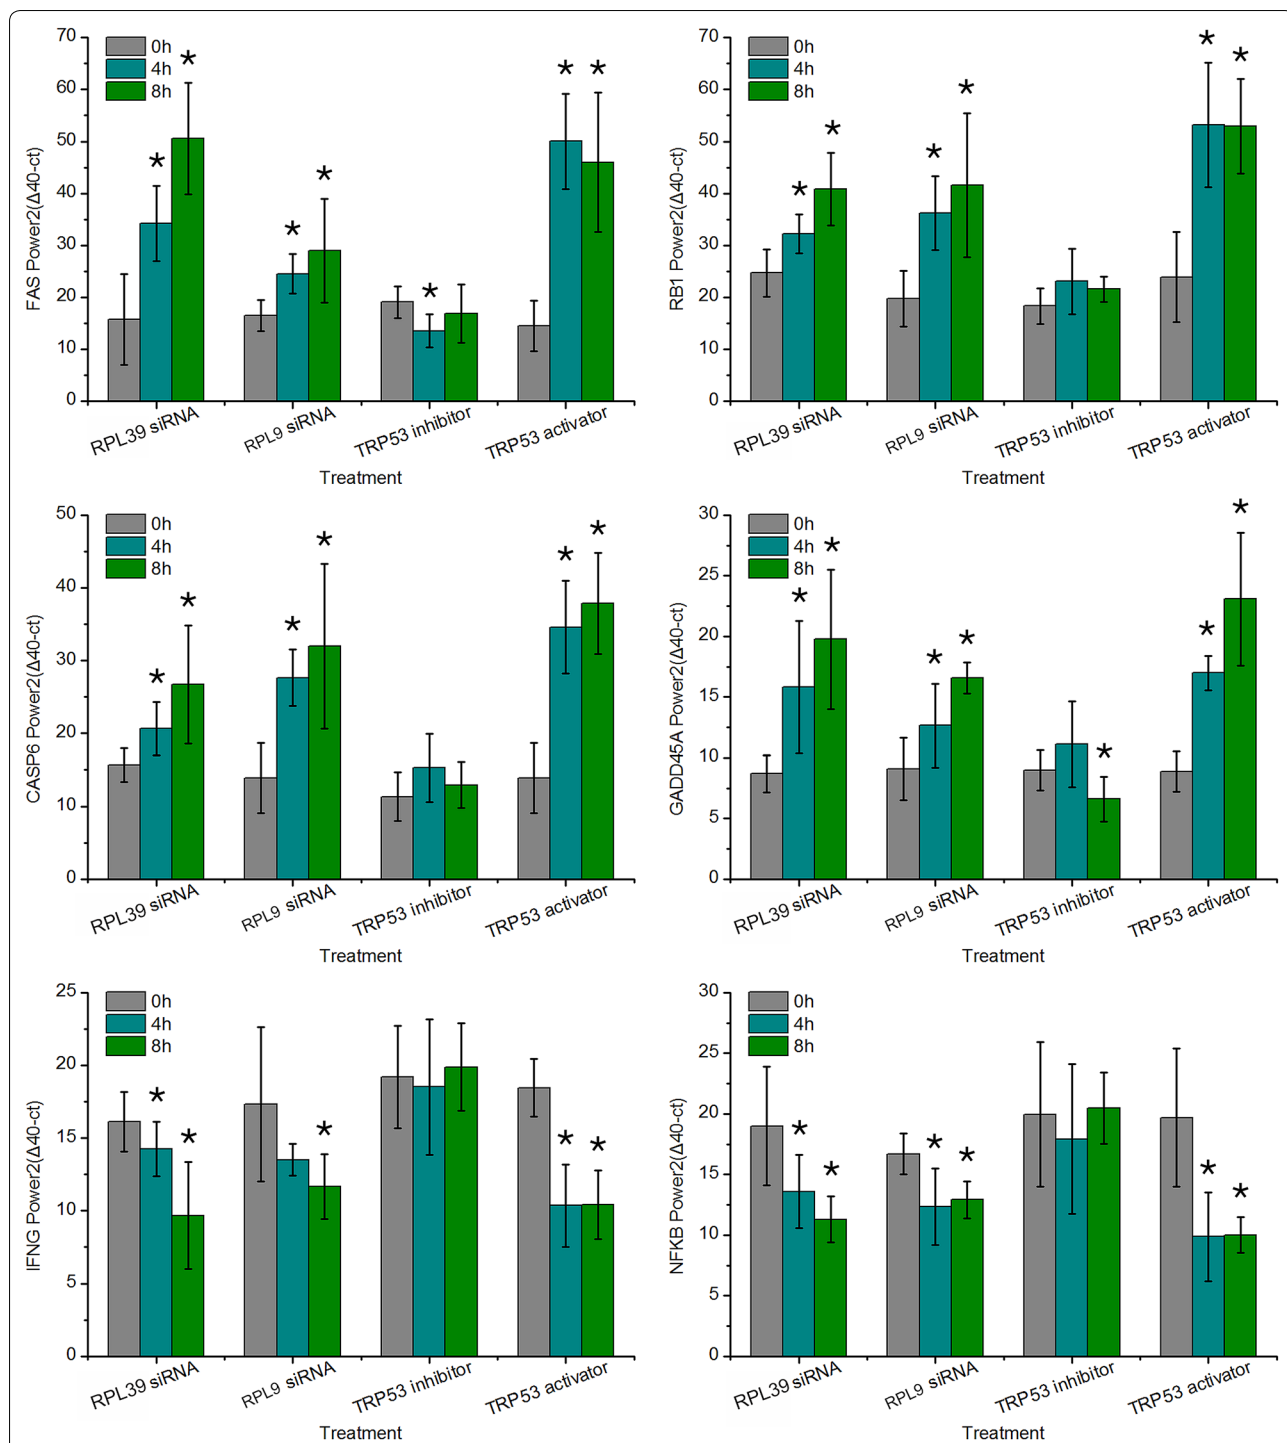 FAS Power2(Δ40-ct)
70
60
50
40
30
20
10
0
0h
4h
8h
*
*
*
*
*
*
*
RPL39 siRNA
RPL9 siRNA
TRP53 inhibitor
TRP53 activator
Treatment
RB1 Power2(Δ40-ct)
70
60
50
40
30
20
10
0
0h
4h
8h
*
*
*
*
*
*
RPL39 siRNA
RPL9 siRNA
TRP53 inhibitor
TRP53 activator
Treatment
CASP6 Power2(Δ40-ct)
50
40
30
20
10
0
0h
4h
8h
*
*
*
*
*
*
RPL39 siRNA
RPL9 siRNA
TRP53 inhibitor
TRP53 activator
Treatment
GADD45A Power2(Δ40-ct)
30
25
20
15
10
5
0
0h
4h
8h
*
*
*
*
*
*
*
RPL39 siRNA
RPL9 siRNA
TRP53 inhibitor
TRP53 activator
Treatment
IFNG Power2(Δ40-ct)
25
20
15
10
5
0
0h
4h
8h
*
*
*
*
*
RPL39 siRNA
RPL9 siRNA
TRP53 inhibitor
TRP53 activator
Treatment
NFKB Power2(Δ40-ct)
30
25
20
15
10
5
0
0h
4h
8h
*
*
*
*
*
*
RPL39 siRNA
RPL9 siRNA
TRP53 inhibitor
TRP53 activator
Treatment